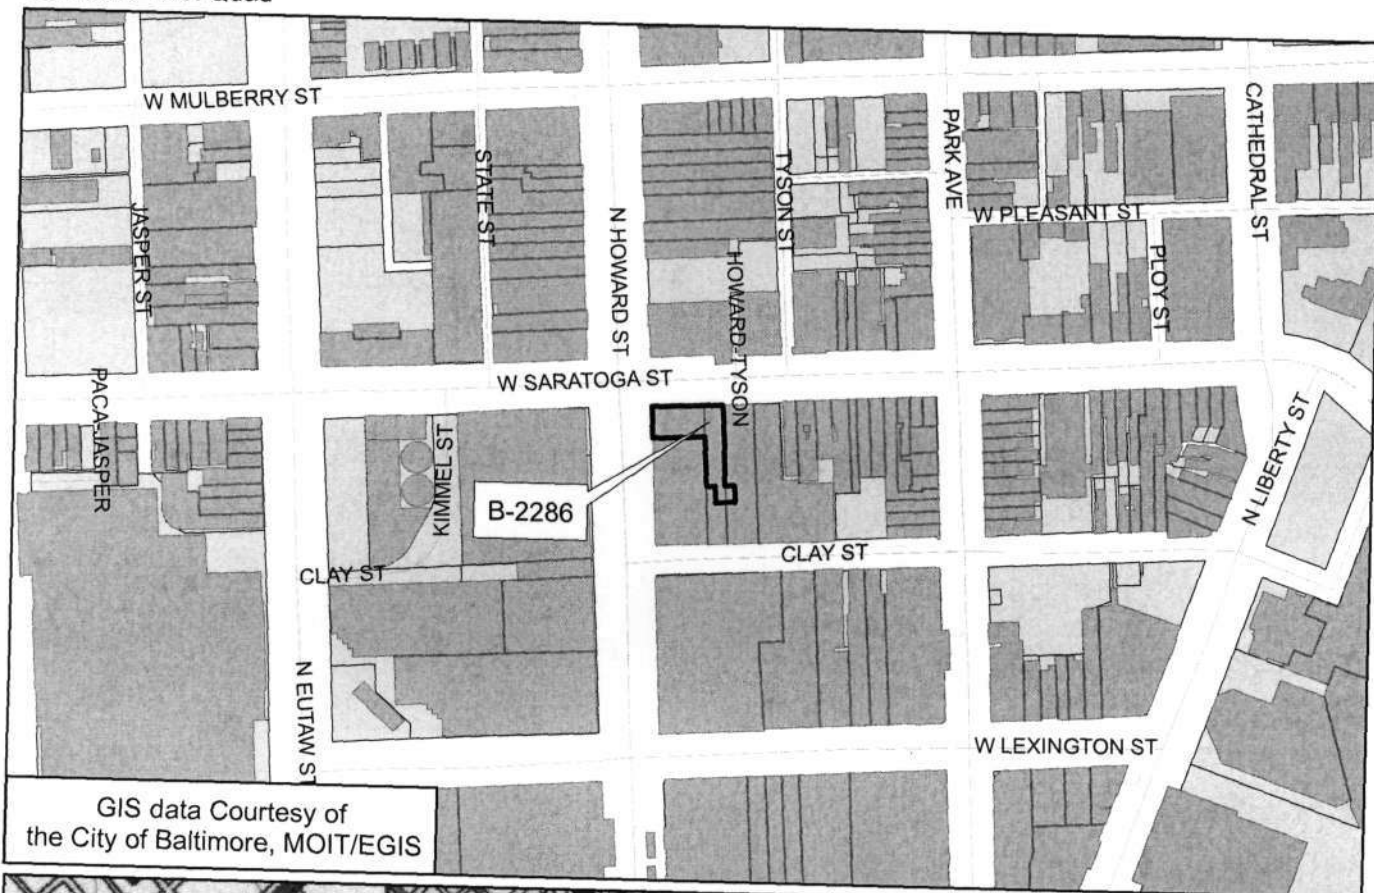 W MULBERRY ST
CATHEDRAL ST
PARK AVE
STATE ST
TYSON ST
JASPER ST
N HOWARD ST
W PLEASANT ST
PLOY ST
HOWARD-TYSON
W SARATOGA ST
PACA-JASPER
KIMMEL ST
N LIBERTY ST
B-2286
CLAY ST
CLAY ST
N EUTAW ST
W LEXINGTON ST
GIS data Courtesy of
the City of Baltimore, MOIT/EGIS